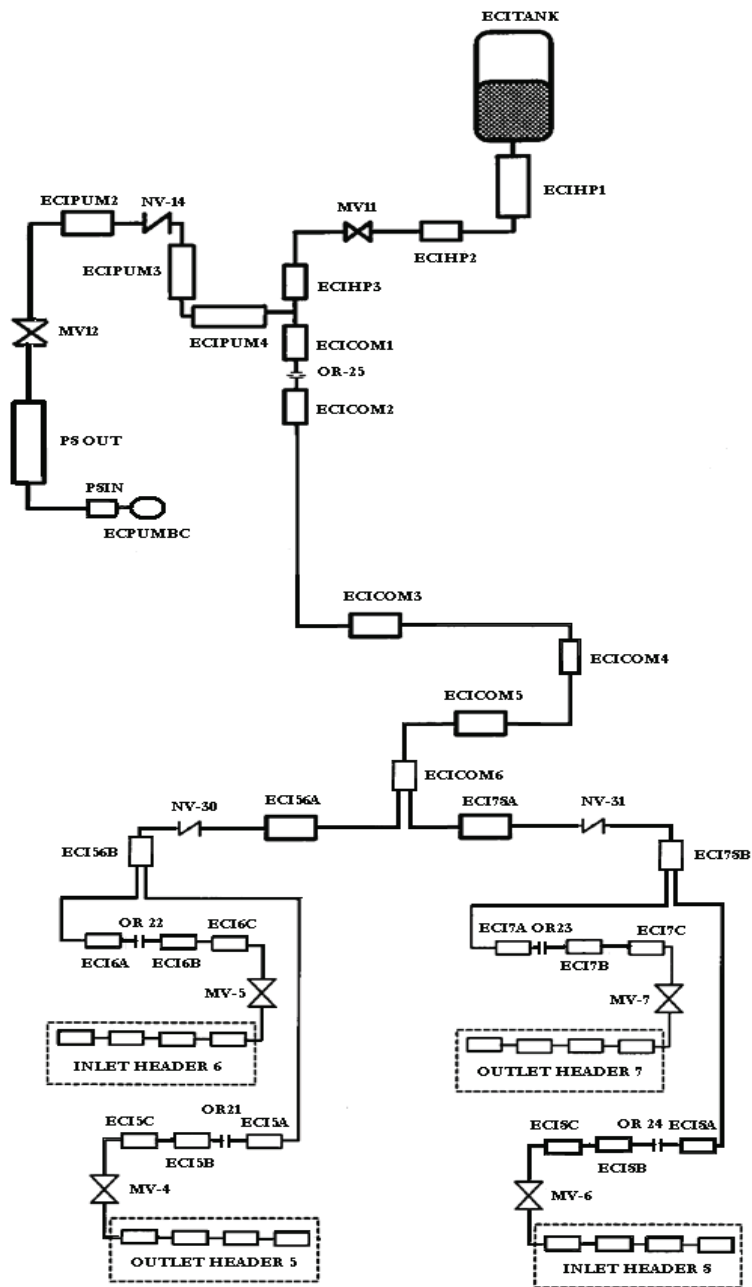 ECITANK
ECIHP1
ECIPUM2
NV-14
MV11
ECIHP2
ECIPUM3
ECIHP3
ECIPUM4
MV12
ECICOM1
OR-25
ECICOM2
PS OUT
PSIN
ECPUMBC
ECICOM3
ECICOM4
ECICOM5
ECICOM6
NV-30
ECI56A
ECI78A
NV-31
ECI56B
ECI78B
OR 22
ECI6C
ECI6A
ECI6B
MV-5
INLET HEADER 6
ECI7A
OR23
ECI7C
ECI7B
MV-7
OUTLET HEADER 7
ECI5C
OR21
ECI5A
ECI5B
MV-4
OUTLET HEADER 5
ECI8C
OR 24
ECI8A
ECI8B
MV-6
INLET HEADER 8